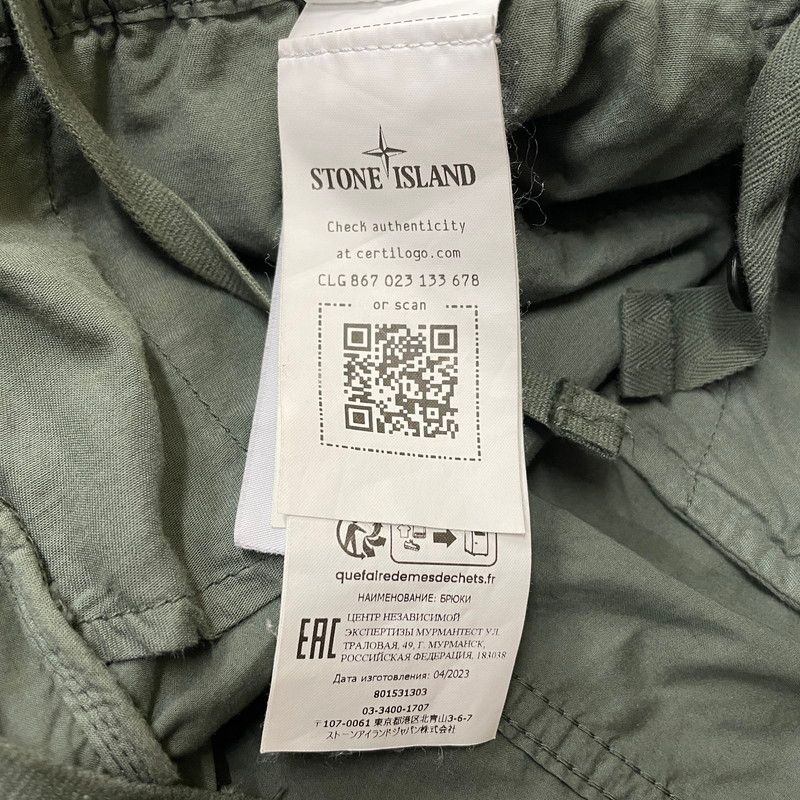 STONE ISLAND
Check authenticity
at certilogo.com
CLG 867 023 133 678
or scan
quefairedemesdechets.fr
НАИМЕНОВАНИЕ: БРЮКИ
EAC
ЦЕНТР НЕЗАВИСИМОЙ
ЭКСПЕРТИЗЫ МУРМАНТЕСТ УЛ.
ТРАЛОВАЯ, 49, Г. МУРМАНСК,
РОССИЙСКАЯ ФЕДЕРАЦИЯ, 183038
Дата изготовления: 04/2023
801531303
03-3400-1707
〒107-0061 東京都港区北青山3-6-7
ストーンアイランドジャパン株式会社